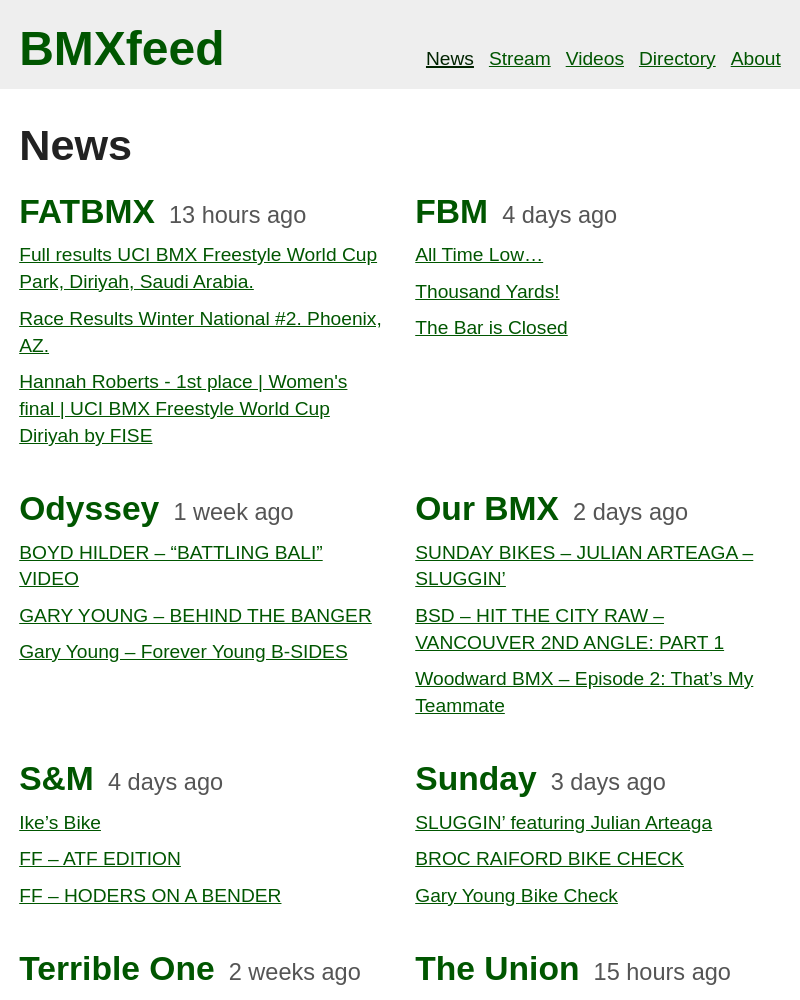 BMXfeed
News Stream Videos Directory About
News
FATBMX 13 hours ago
Full results UCI BMX Freestyle World Cup
Park, Diriyah, Saudi Arabia.
Race Results Winter National #2. Phoenix,
AZ.
Hannah Roberts - 1st place | Women's
final | UCI BMX Freestyle World Cup
Diriyah by FISE
FBM 4 days ago
All Time Low…
Thousand Yards!
The Bar is Closed
Odyssey 1 week ago
BOYD HILDER – “BATTLING BALI”
VIDEO
GARY YOUNG – BEHIND THE BANGER
Gary Young – Forever Young B-SIDES
Our BMX 2 days ago
SUNDAY BIKES – JULIAN ARTEAGA –
SLUGGIN’
BSD – HIT THE CITY RAW –
VANCOUVER 2ND ANGLE: PART 1
Woodward BMX – Episode 2: That’s My
Teammate
S&M 4 days ago
Ike’s Bike
FF – ATF EDITION
FF – HODERS ON A BENDER
Sunday 3 days ago
SLUGGIN’ featuring Julian Arteaga
BROC RAIFORD BIKE CHECK
Gary Young Bike Check
Terrible One 2 weeks ago
The Union 15 hours ago